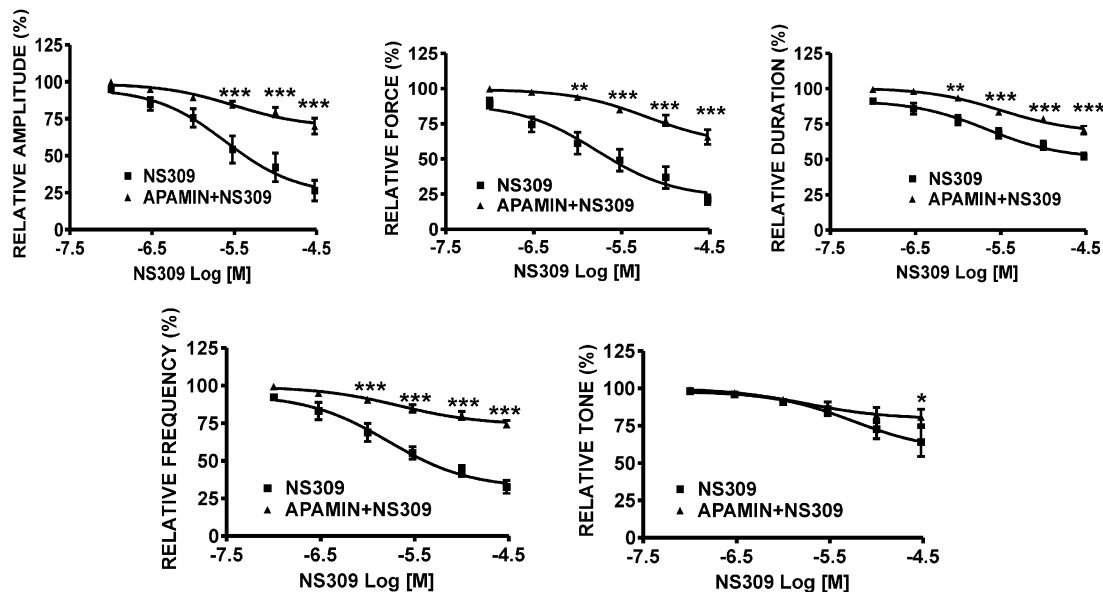 RELATIVE AMPLITUDE (%)
125
100
75
50
25
0
*** *** ***
NS309
APAMIN+NS309
-7.5 -6.5 -5.5 -4.5
NS309 Log [M]
RELATIVE FORCE (%)
125
100
75
50
25
0
** *** *** ***
NS309
APAMIN+NS309
-7.5 -6.5 -5.5 -4.5
NS309 Log [M]
RELATIVE DURATION (%)
125
100
75
50
25
0
** *** *** ***
NS309
APAMIN+NS309
-7.5 -6.5 -5.5 -4.5
NS309 Log [M]
RELATIVE FREQUENCY (%)
125
100
75
50
25
0
*** *** *** ***
NS309
APAMIN+NS309
-7.5 -6.5 -5.5 -4.5
NS309 Log [M]
RELATIVE TONE (%)
125
100
75
50
25
0
*
NS309
APAMIN+NS309
-7.5 -6.5 -5.5 -4.5
NS309 Log [M]